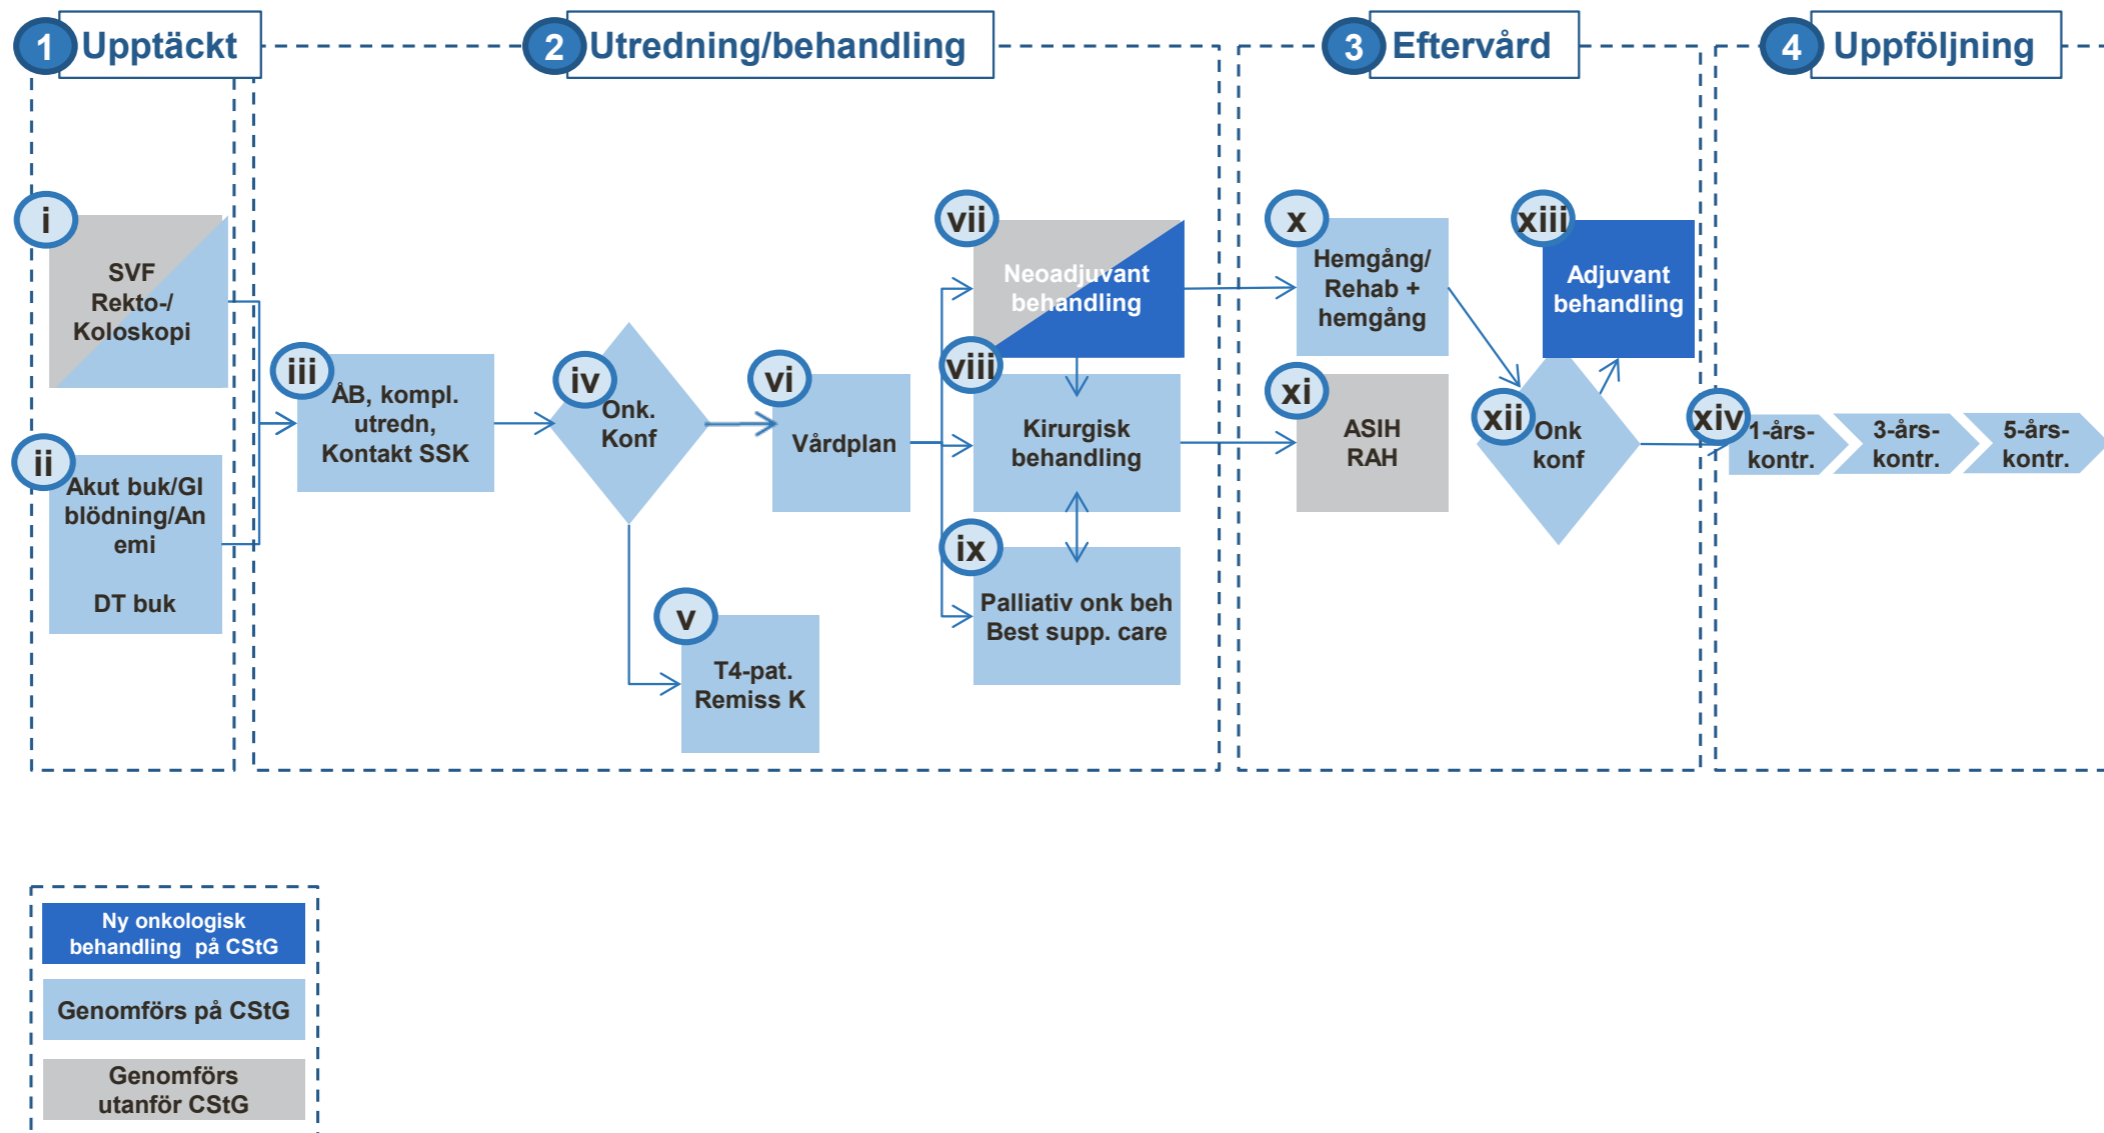 1 Upptäckt
2 Utredning/behandling
3 Eftervård
4 Uppföljning
i
SVF
Rekto-/
Koloskopi
ii
Akut buk/GI
blödning/An
emi
DT buk
iii
ÅB, kompl.
utredn,
Kontakt SSK
iv
Onk.
Konf
v
T4-pat.
Remiss K
vi
Vårdplan
vii
Neoadjuvant
behandling
viii
Kirurgisk
behandling
ix
Palliativ onk beh
Best supp. care
x
Hemgång/
Rehab +
hemgång
xi
ASIH
RAH
xii
Onk
konf
xiii
Adjuvant
behandling
xiv
1-års-
kontr.
3-års-
kontr.
5-års-
kontr.
Ny onkologisk
behandling på CStG
Genomförs på CStG
Genomförs
utanför CStG